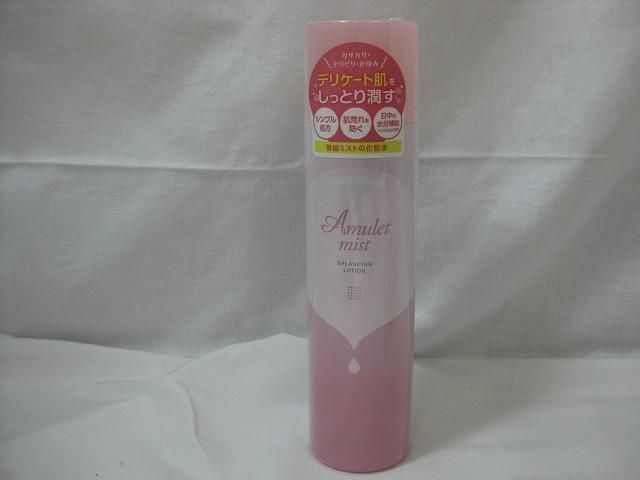 カサカサ・
ピリピリ・かゆみ
デリケート肌を
しっとり潤す
シンプル
処方
肌荒れを
防ぐ
日中の
水分補給
微細ミストの化粧水
Amulet
mist
BALANCING
LOTION